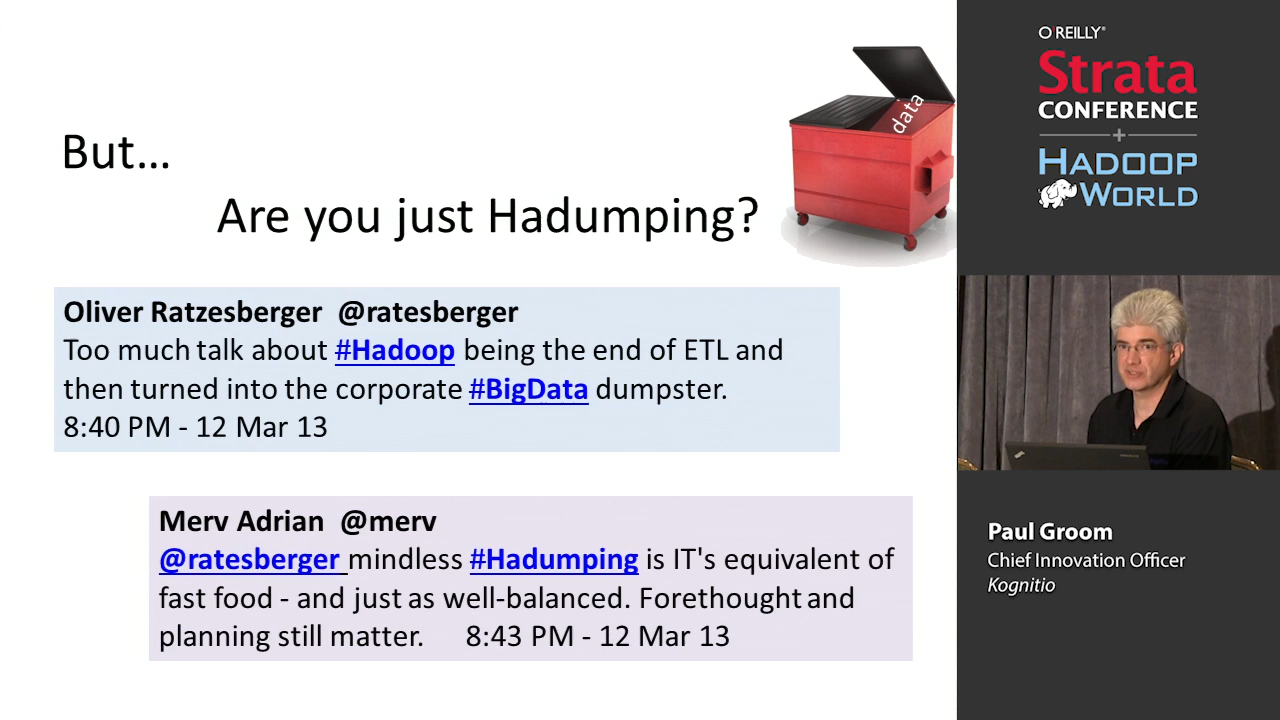 But...
Are you just Hadumping?
data
Oliver Ratzesberger @ratesberger
Too much talk about #Hadoop being the end of ETL and
then turned into the corporate #BigData dumpster.
8:40 PM - 12 Mar 13
Merv Adrian @merv
@ratesberger mindless #Hadumping is IT's equivalent of
fast food - and just as well-balanced. Forethought and
planning still matter. 8:43 PM - 12 Mar 13
O'REILLY®
Strata
CONFERENCE
+
HADOOP
WORLD
Paul Groom
Chief Innovation Officer
Kognitio